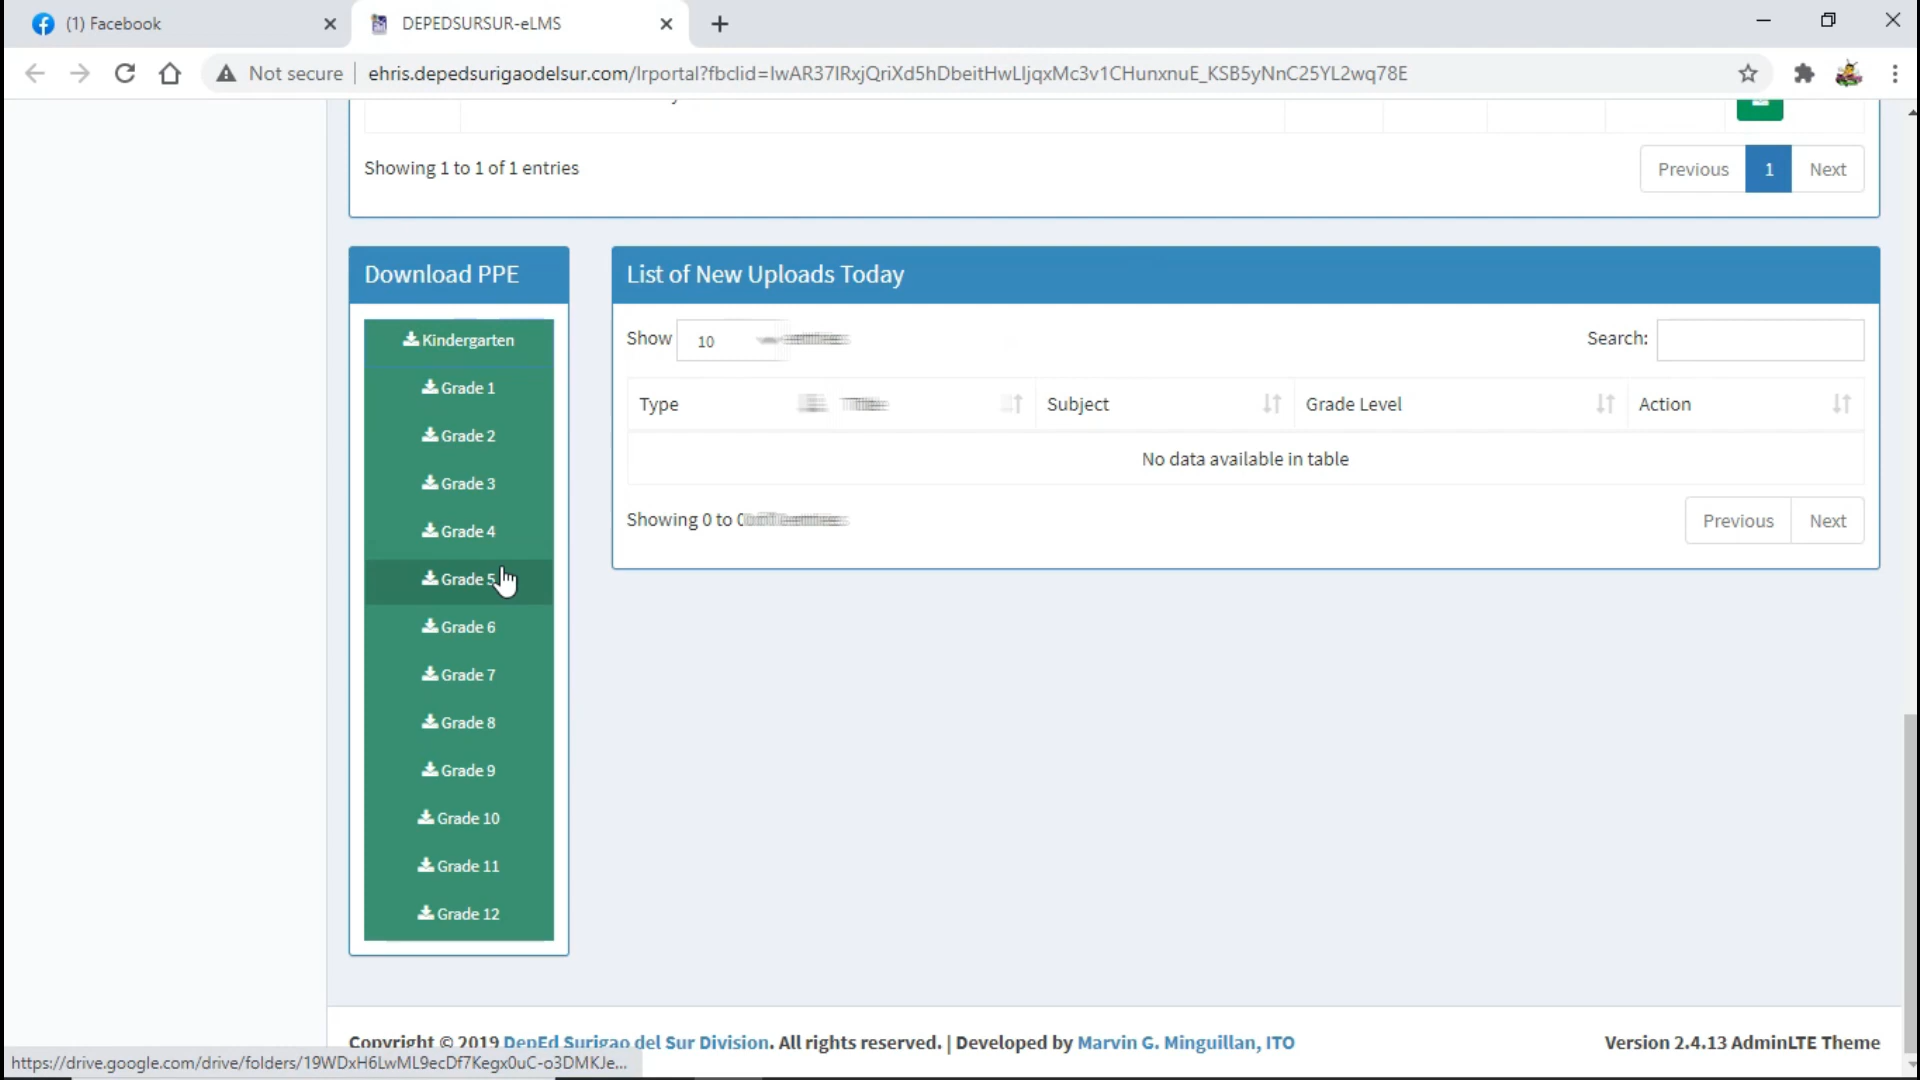 (1) Facebook
DEPEDSURSUR-eLMS
Not secure
ehris.depedsurigaodelsur.com/lrportal?fbclid=IwAR37IRxjQriXd5hDbeitHwLljqxMc3v1CHunxnuE_KSB5yNnC25YL2wq78E
Showing 1 to 1 of 1 entries
Previous 1 Next
Download PPE
List of New Uploads Today
Kindergarten
Grade 1
Grade 2
Grade 3
Grade 4
Grade 5
Grade 6
Grade 7
Grade 8
Grade 9
Grade 10
Grade 11
Grade 12
Show 10
Search:
Type Subject Grade Level Action
No data available in table
Showing 0 to
Previous Next
Copyright © 2019 DepEd Surigao del Sur Division. All rights reserved. | Developed by Marvin G. Minguillan, ITO
Version 2.4.13 AdminLTE Theme
https://drive.google.com/drive/folders/19WDxH6LwML9ecDf7Kegx0uC-o3DMKJe...